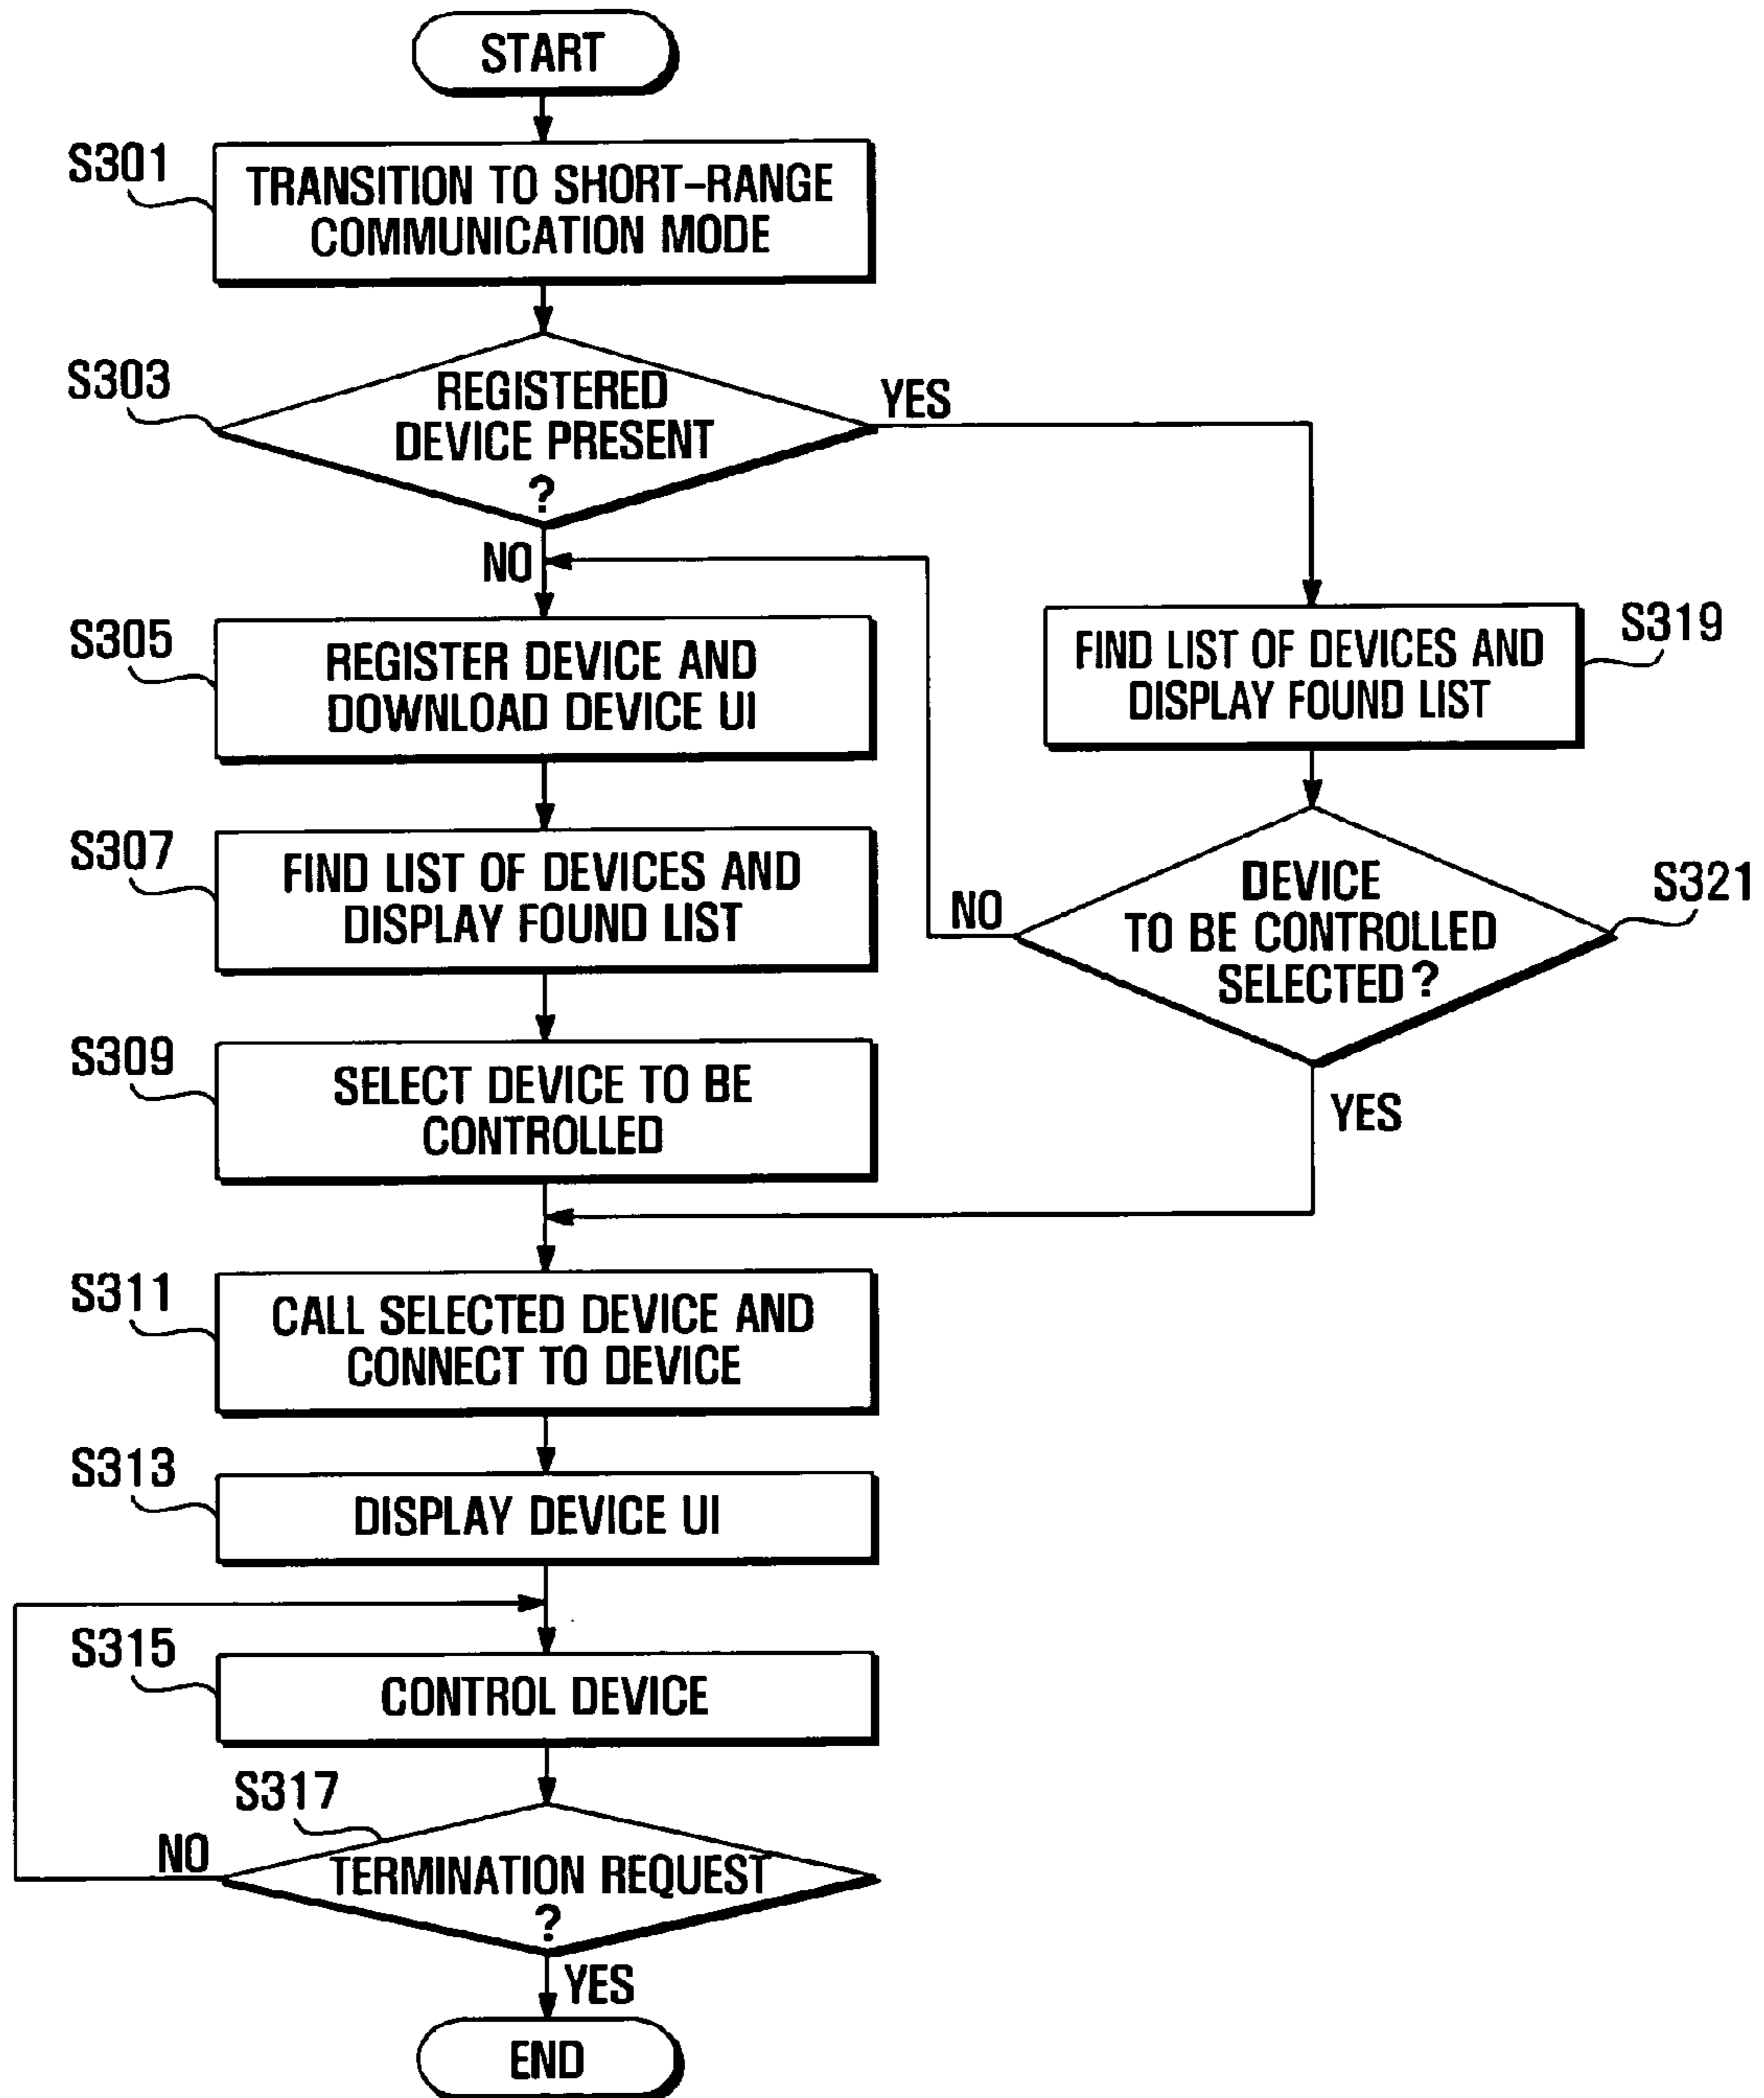 START
S301
TRANSITION TO SHORT-RANGE
COMMUNICATION MODE
S303
REGISTERED
DEVICE PRESENT
?
YES
NO
S305
REGISTER DEVICE AND
DOWNLOAD DEVICE UI
S319
FIND LIST OF DEVICES AND
DISPLAY FOUND LIST
S307
FIND LIST OF DEVICES AND
DISPLAY FOUND LIST
S321
DEVICE
TO BE CONTROLLED
SELECTED ?
NO
YES
S309
SELECT DEVICE TO BE
CONTROLLED
S311
CALL SELECTED DEVICE AND
CONNECT TO DEVICE
S313
DISPLAY DEVICE UI
S315
CONTROL DEVICE
S317
TERMINATION REQUEST
?
NO
YES
END